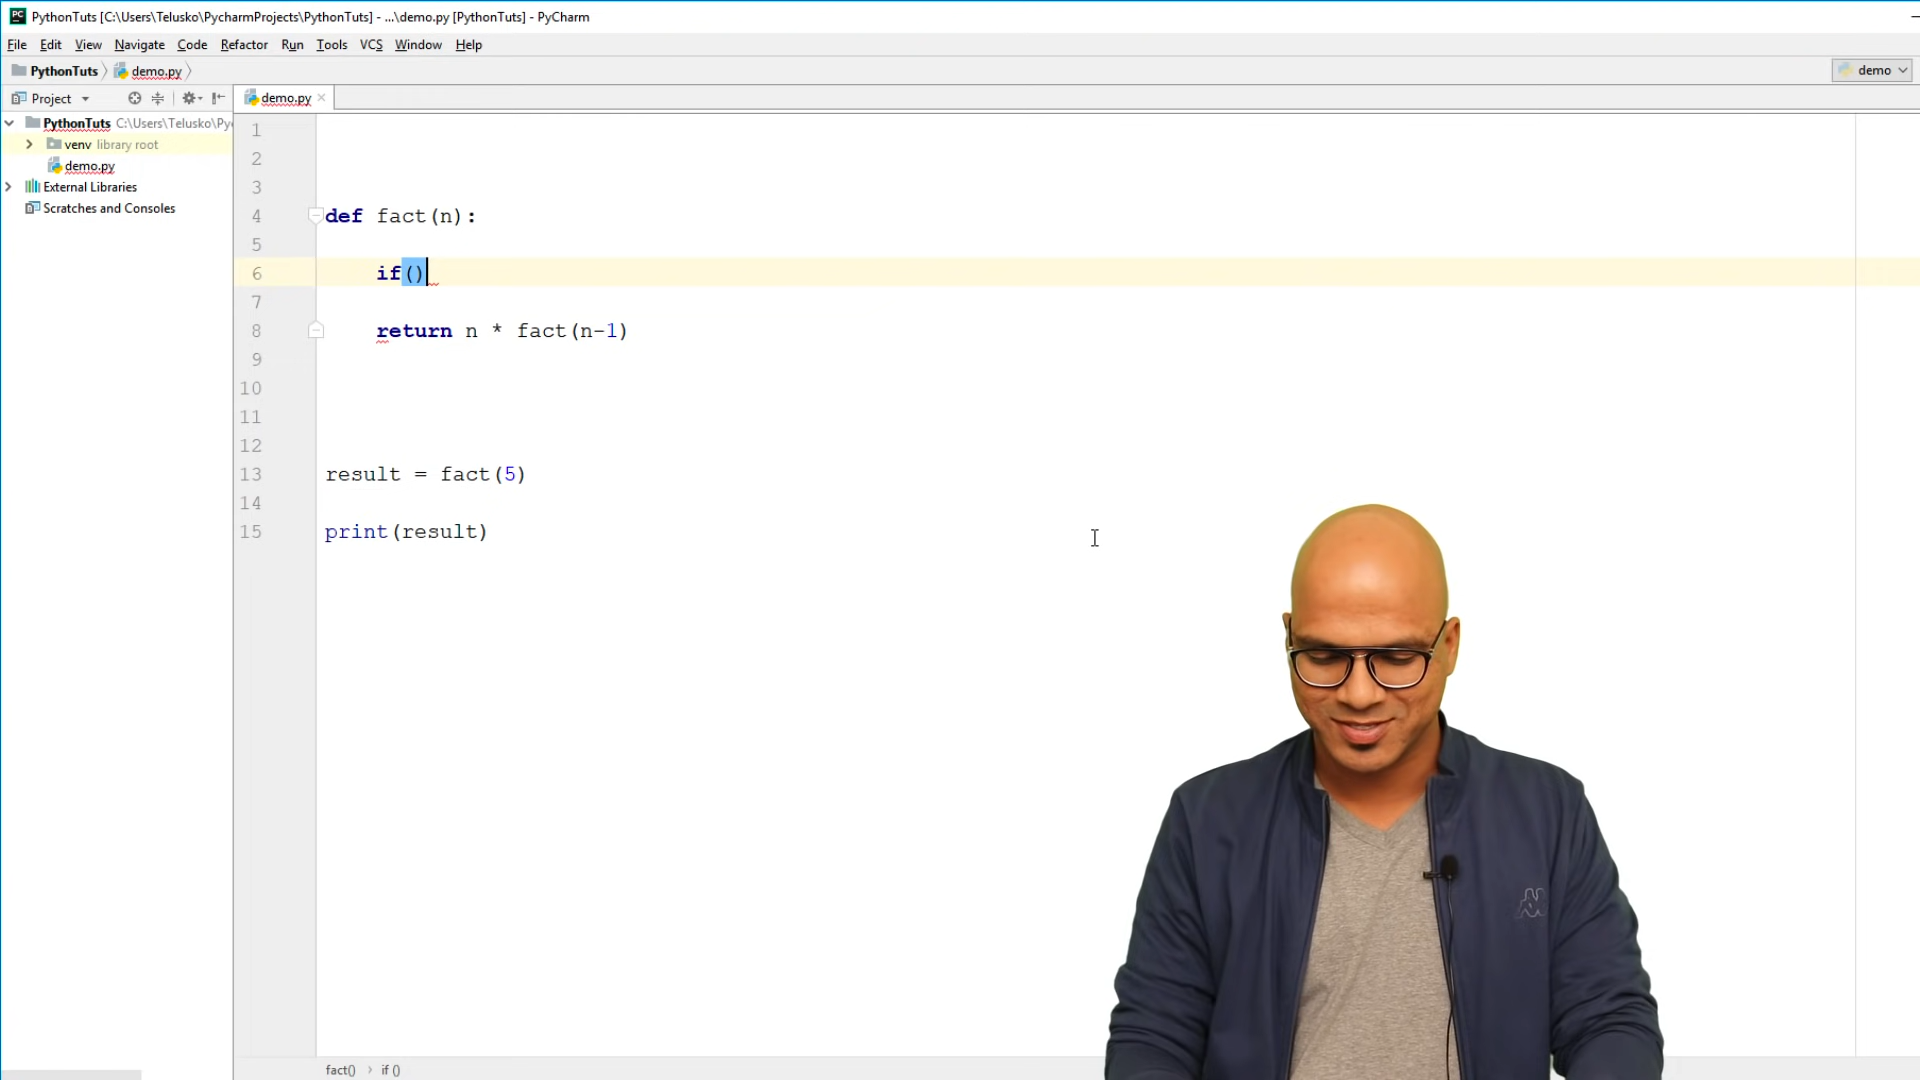 PythonTuts [C:\Users\Telusko\PycharmProjects\PythonTuts] - ...\demo.py [PythonTuts] - PyCharm
File Edit View Navigate Code Refactor Run Tools VCS Window Help
PythonTuts demo.py
demo
Project
demo.py
PythonTuts C:\Users\Telusko\Py
venv library root
demo.py
External Libraries
Scratches and Consoles
1
2
3
4 def fact(n):
5
6 if()
7
8 return n * fact(n-1)
9
10
11
12
13 result = fact(5)
14
15 print(result)
fact() if ()